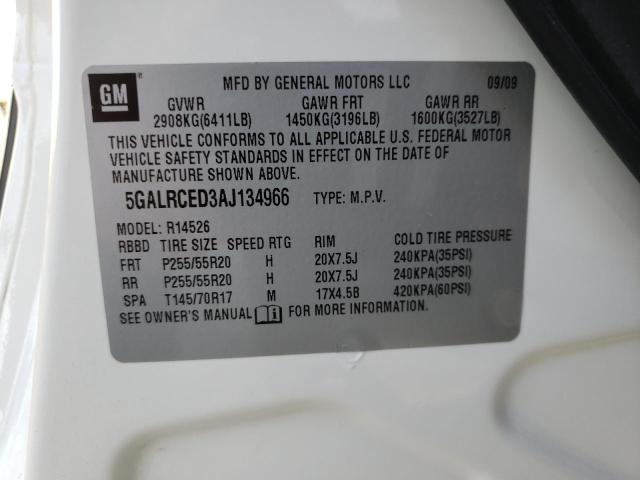 GM
MFD BY GENERAL MOTORS LLC 09/09
GVWR GAWR FRT GAWR RR
2908KG(6411LB) 1450KG(3196LB) 1600KG(3527LB)
THIS VEHICLE CONFORMS TO ALL APPLICABLE U.S. FEDERAL MOTOR
VEHICLE SAFETY STANDARDS IN EFFECT ON THE DATE OF
MANUFACTURE SHOWN ABOVE.
5GALRCED3AJ134966 TYPE: M.P.V.
MODEL: R14526
RBBD TIRE SIZE SPEED RTG RIM COLD TIRE PRESSURE
FRT P255/55R20 H 20X7.5J 240KPA(35PSI)
RR P255/55R20 H 20X7.5J 240KPA(35PSI)
SPA T145/70R17 M 17X4.5B 420KPA(60PSI)
SEE OWNER'S MANUAL FOR MORE INFORMATION.